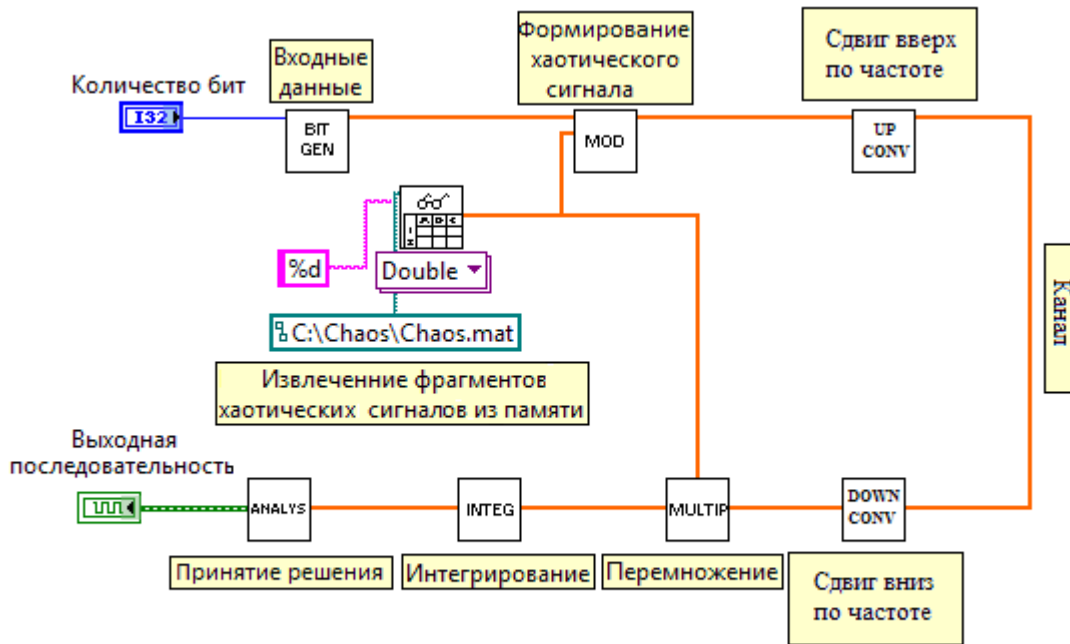 Количество бит
I32
Входные
данные
BIT
GEN
Формирование
хаотического
сигнала
MOD
Сдвиг вверх
по частоте
UP
CONV
%d
Double
C:\Chaos\Chaos.mat
Извлеченние фрагментов
хаотических сигналов из памяти
Канал
Выходная
последовательность
ANALYS
INTEG
MULTIP
DOWN
CONV
Принятие решения
Интегрирование
Перемножение
Сдвиг вниз
по частоте